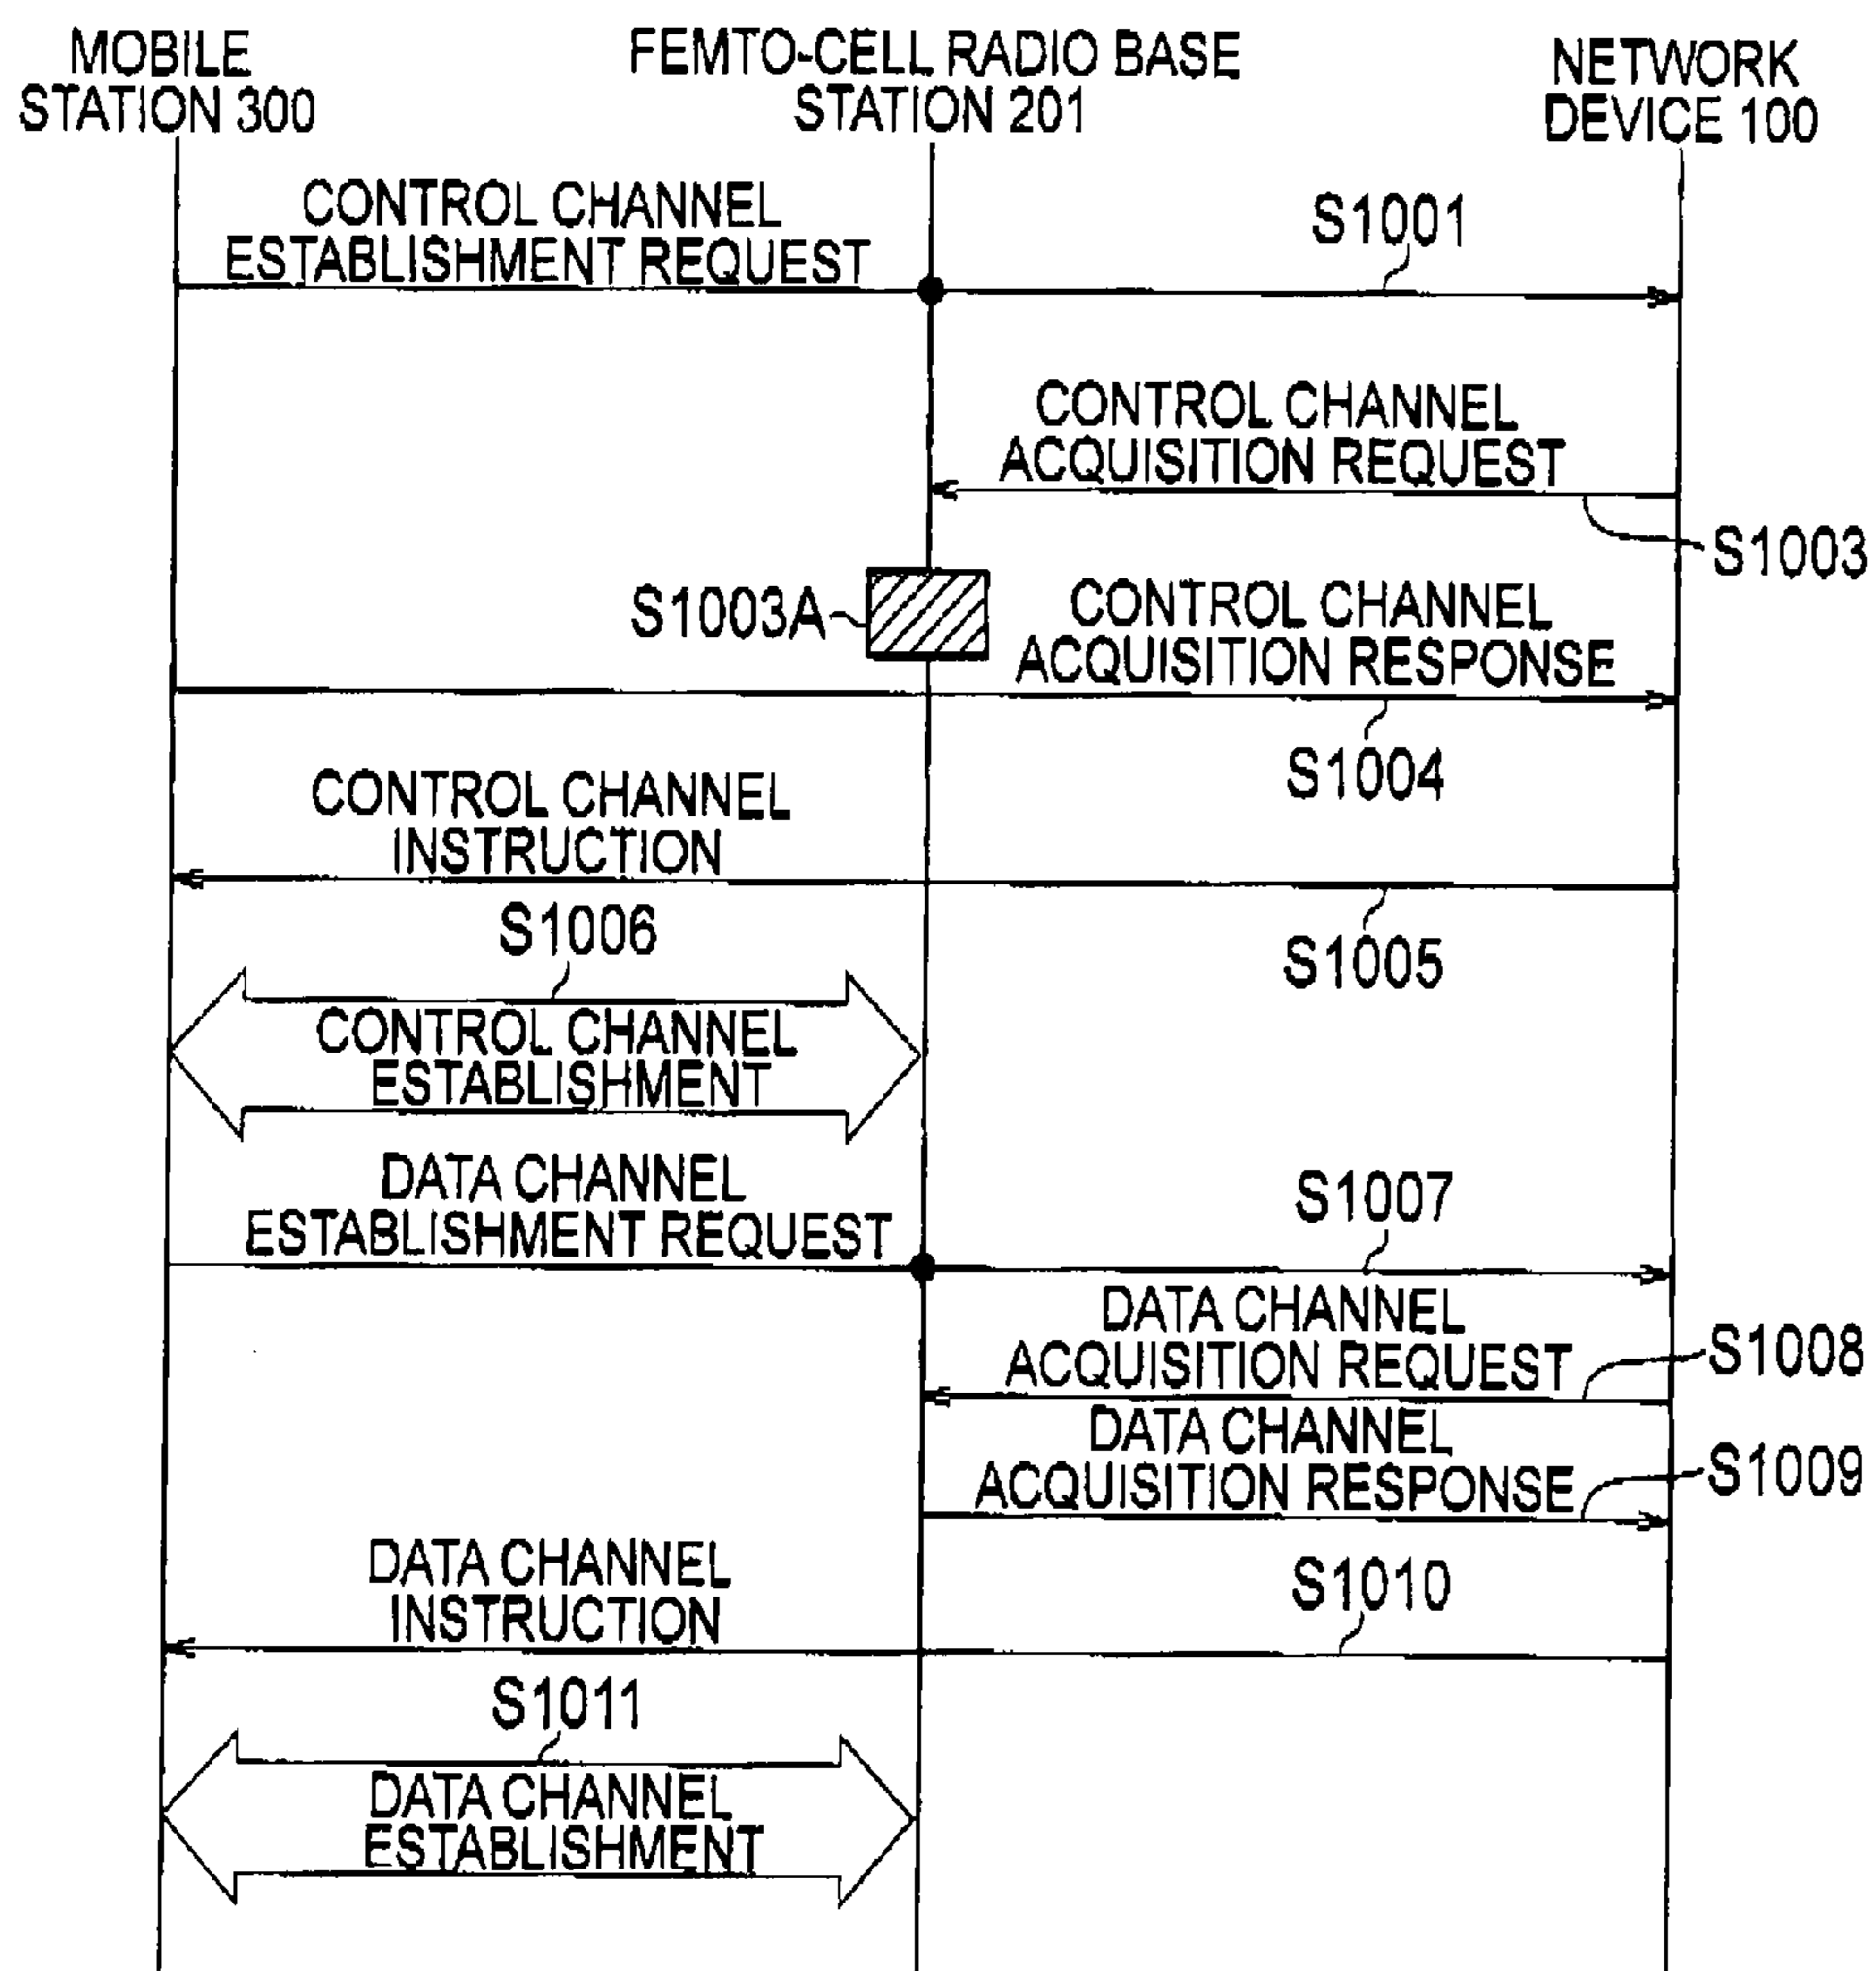 MOBILE
STATION 300
FEMTO-CELL RADIO BASE
STATION 201
NETWORK
DEVICE 100
CONTROL CHANNEL
ESTABLISHMENT REQUEST
S1001
CONTROL CHANNEL
ACQUISITION REQUEST
S1003
S1003A
CONTROL CHANNEL
ACQUISITION RESPONSE
S1004
CONTROL CHANNEL
INSTRUCTION
S1005
S1006
CONTROL CHANNEL
ESTABLISHMENT
DATA CHANNEL
ESTABLISHMENT REQUEST
S1007
DATA CHANNEL
ACQUISITION REQUEST
S1008
DATA CHANNEL
ACQUISITION RESPONSE
S1009
DATA CHANNEL
INSTRUCTION
S1010
S1011
DATA CHANNEL
ESTABLISHMENT